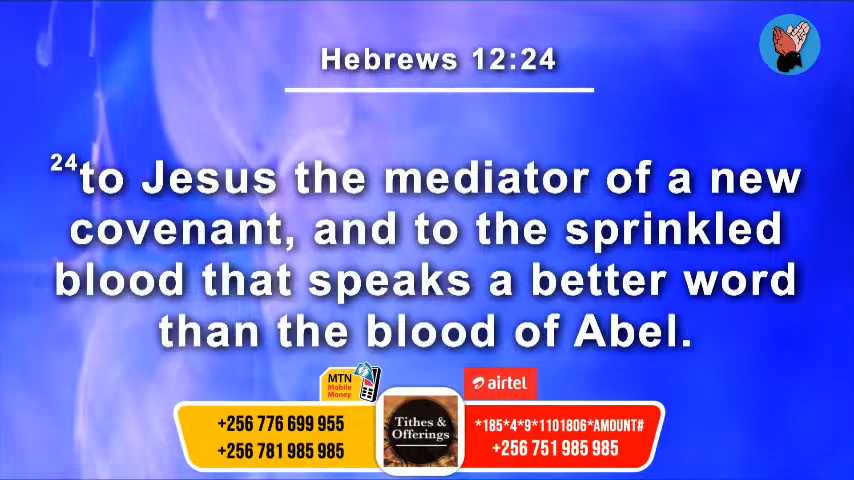 Hebrews 12:24
24to Jesus the mediator of a new
covenant, and to the sprinkled
blood that speaks a better word
than the blood of Abel.
MTN
Mobile
Money
airtel
+256 776 699 955
+256 781 985 985
Tithes &
Offerings
*185*4*9*1101806*AMOUNT#
+256 751 985 985